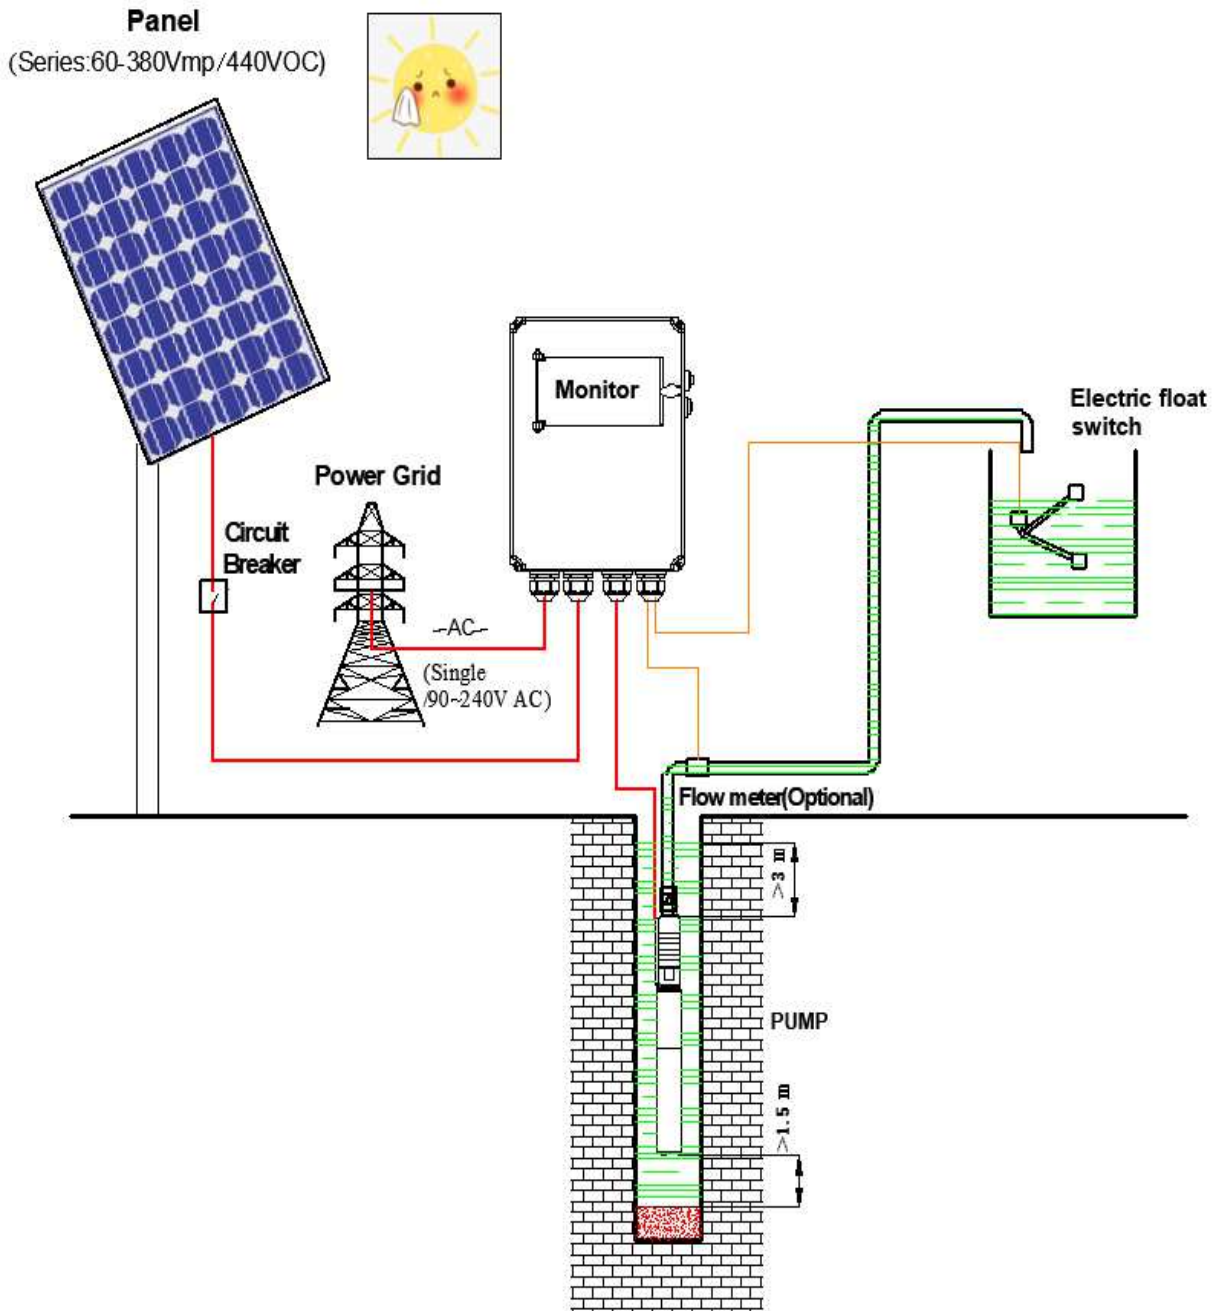 Panel
(Series:60-380Vmp/440VOC)
Monitor
Electric float
switch
Power Grid
Circuit
Breaker
AC
(Single
/90~240V AC)
Flow meter(Optional)
>3 m
PUMP
>1.5 m